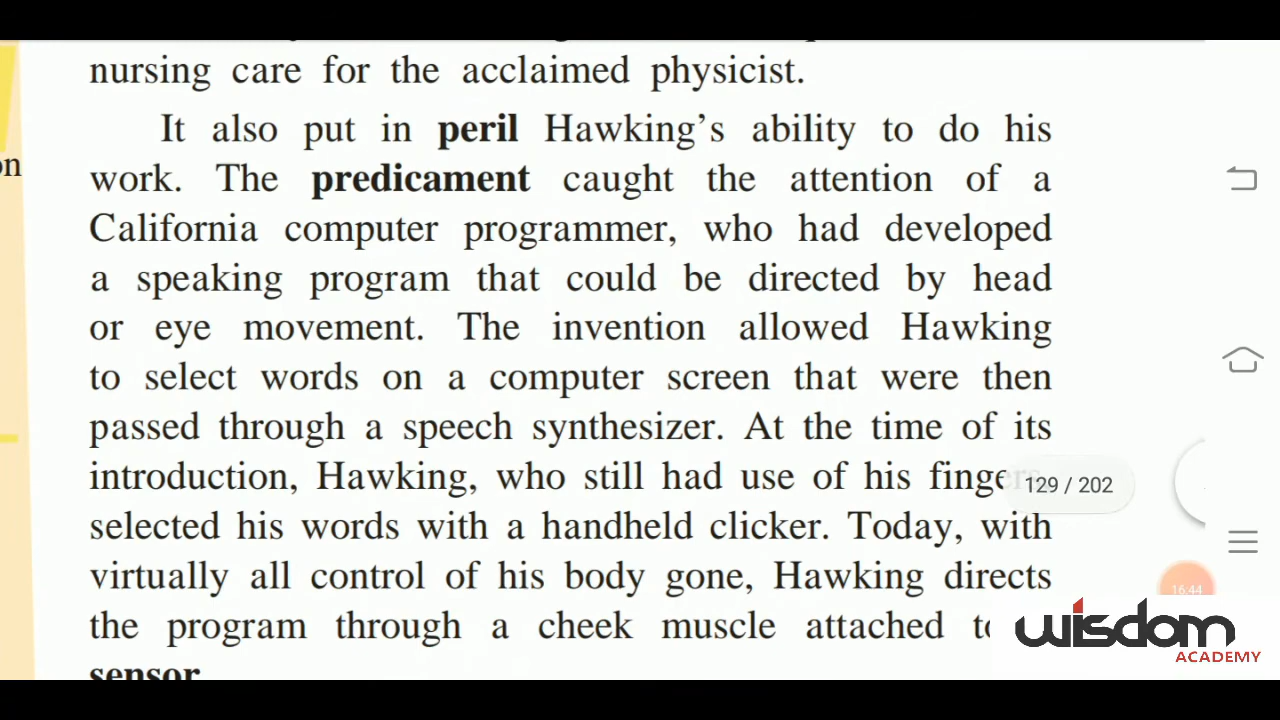 nursing care for the acclaimed physicist.
It also put in peril Hawking's ability to do his
work. The predicament caught the attention of a
California computer programmer, who had developed
a speaking program that could be directed by head
or eye movement. The invention allowed Hawking
to select words on a computer screen that were then
passed through a speech synthesizer. At the time of its
introduction, Hawking, who still had use of his fingers
129 / 202
selected his words with a handheld clicker. Today, with
virtually all control of his body gone, Hawking directs
16:44
the program through a cheek muscle attached to
sensor
on
wisdom
ACADEMY